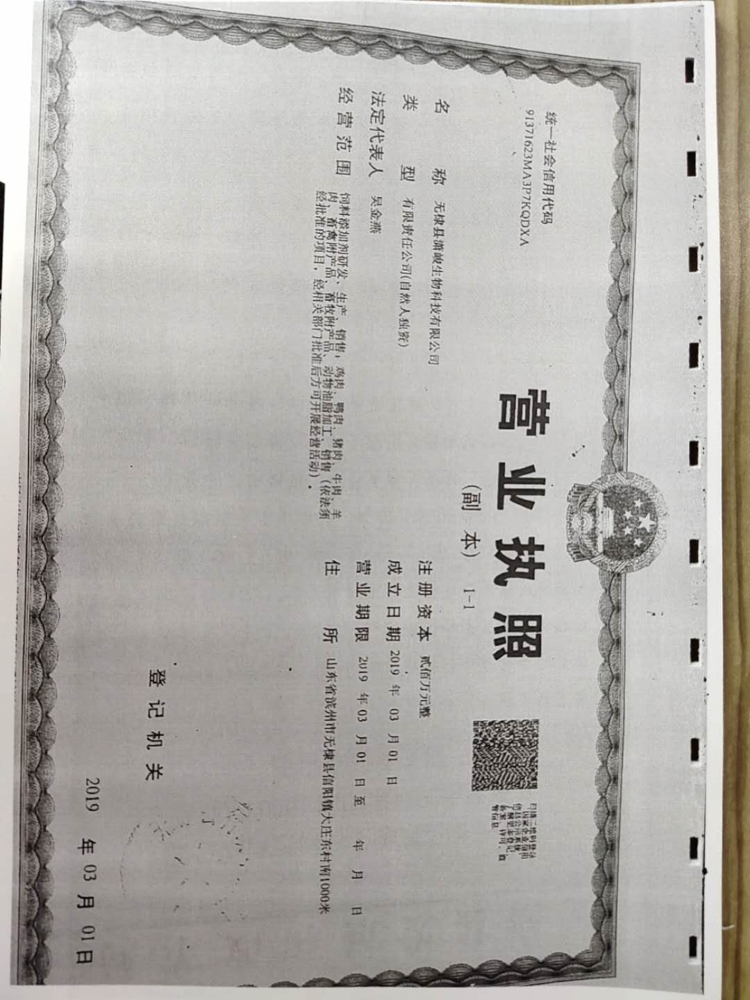 统一社会信用代码
91371623MA3P7KQDXA
营业执照
(副 本) 1-1
扫描二维码登录
“国家企业信用
信息公示系统”
了解更多登记、
备案、许可、监
管信息
名 称 无棣县潇峻生物科技有限公司
类 型 有限责任公司(自然人独资)
法定代表人 吴金燕
经营范围 饲料添加剂研发、生产、销售；鸡肉、鸭肉、猪肉、牛肉、羊
肉、畜禽附产品、畜牧附产品、动物油脂加工、销售（依法须
经批准的项目，经相关部门批准后方可开展经营活动）。
注册资本 贰佰万元整
成立日期 2019 年 03 月 01 日
营业期限 2019 年 03 月 01 日 至 年 月 日
住 所 山东省滨州市无棣县信阳镇大庄东村南1000米
登记机关
2019 年 03 月 01 日